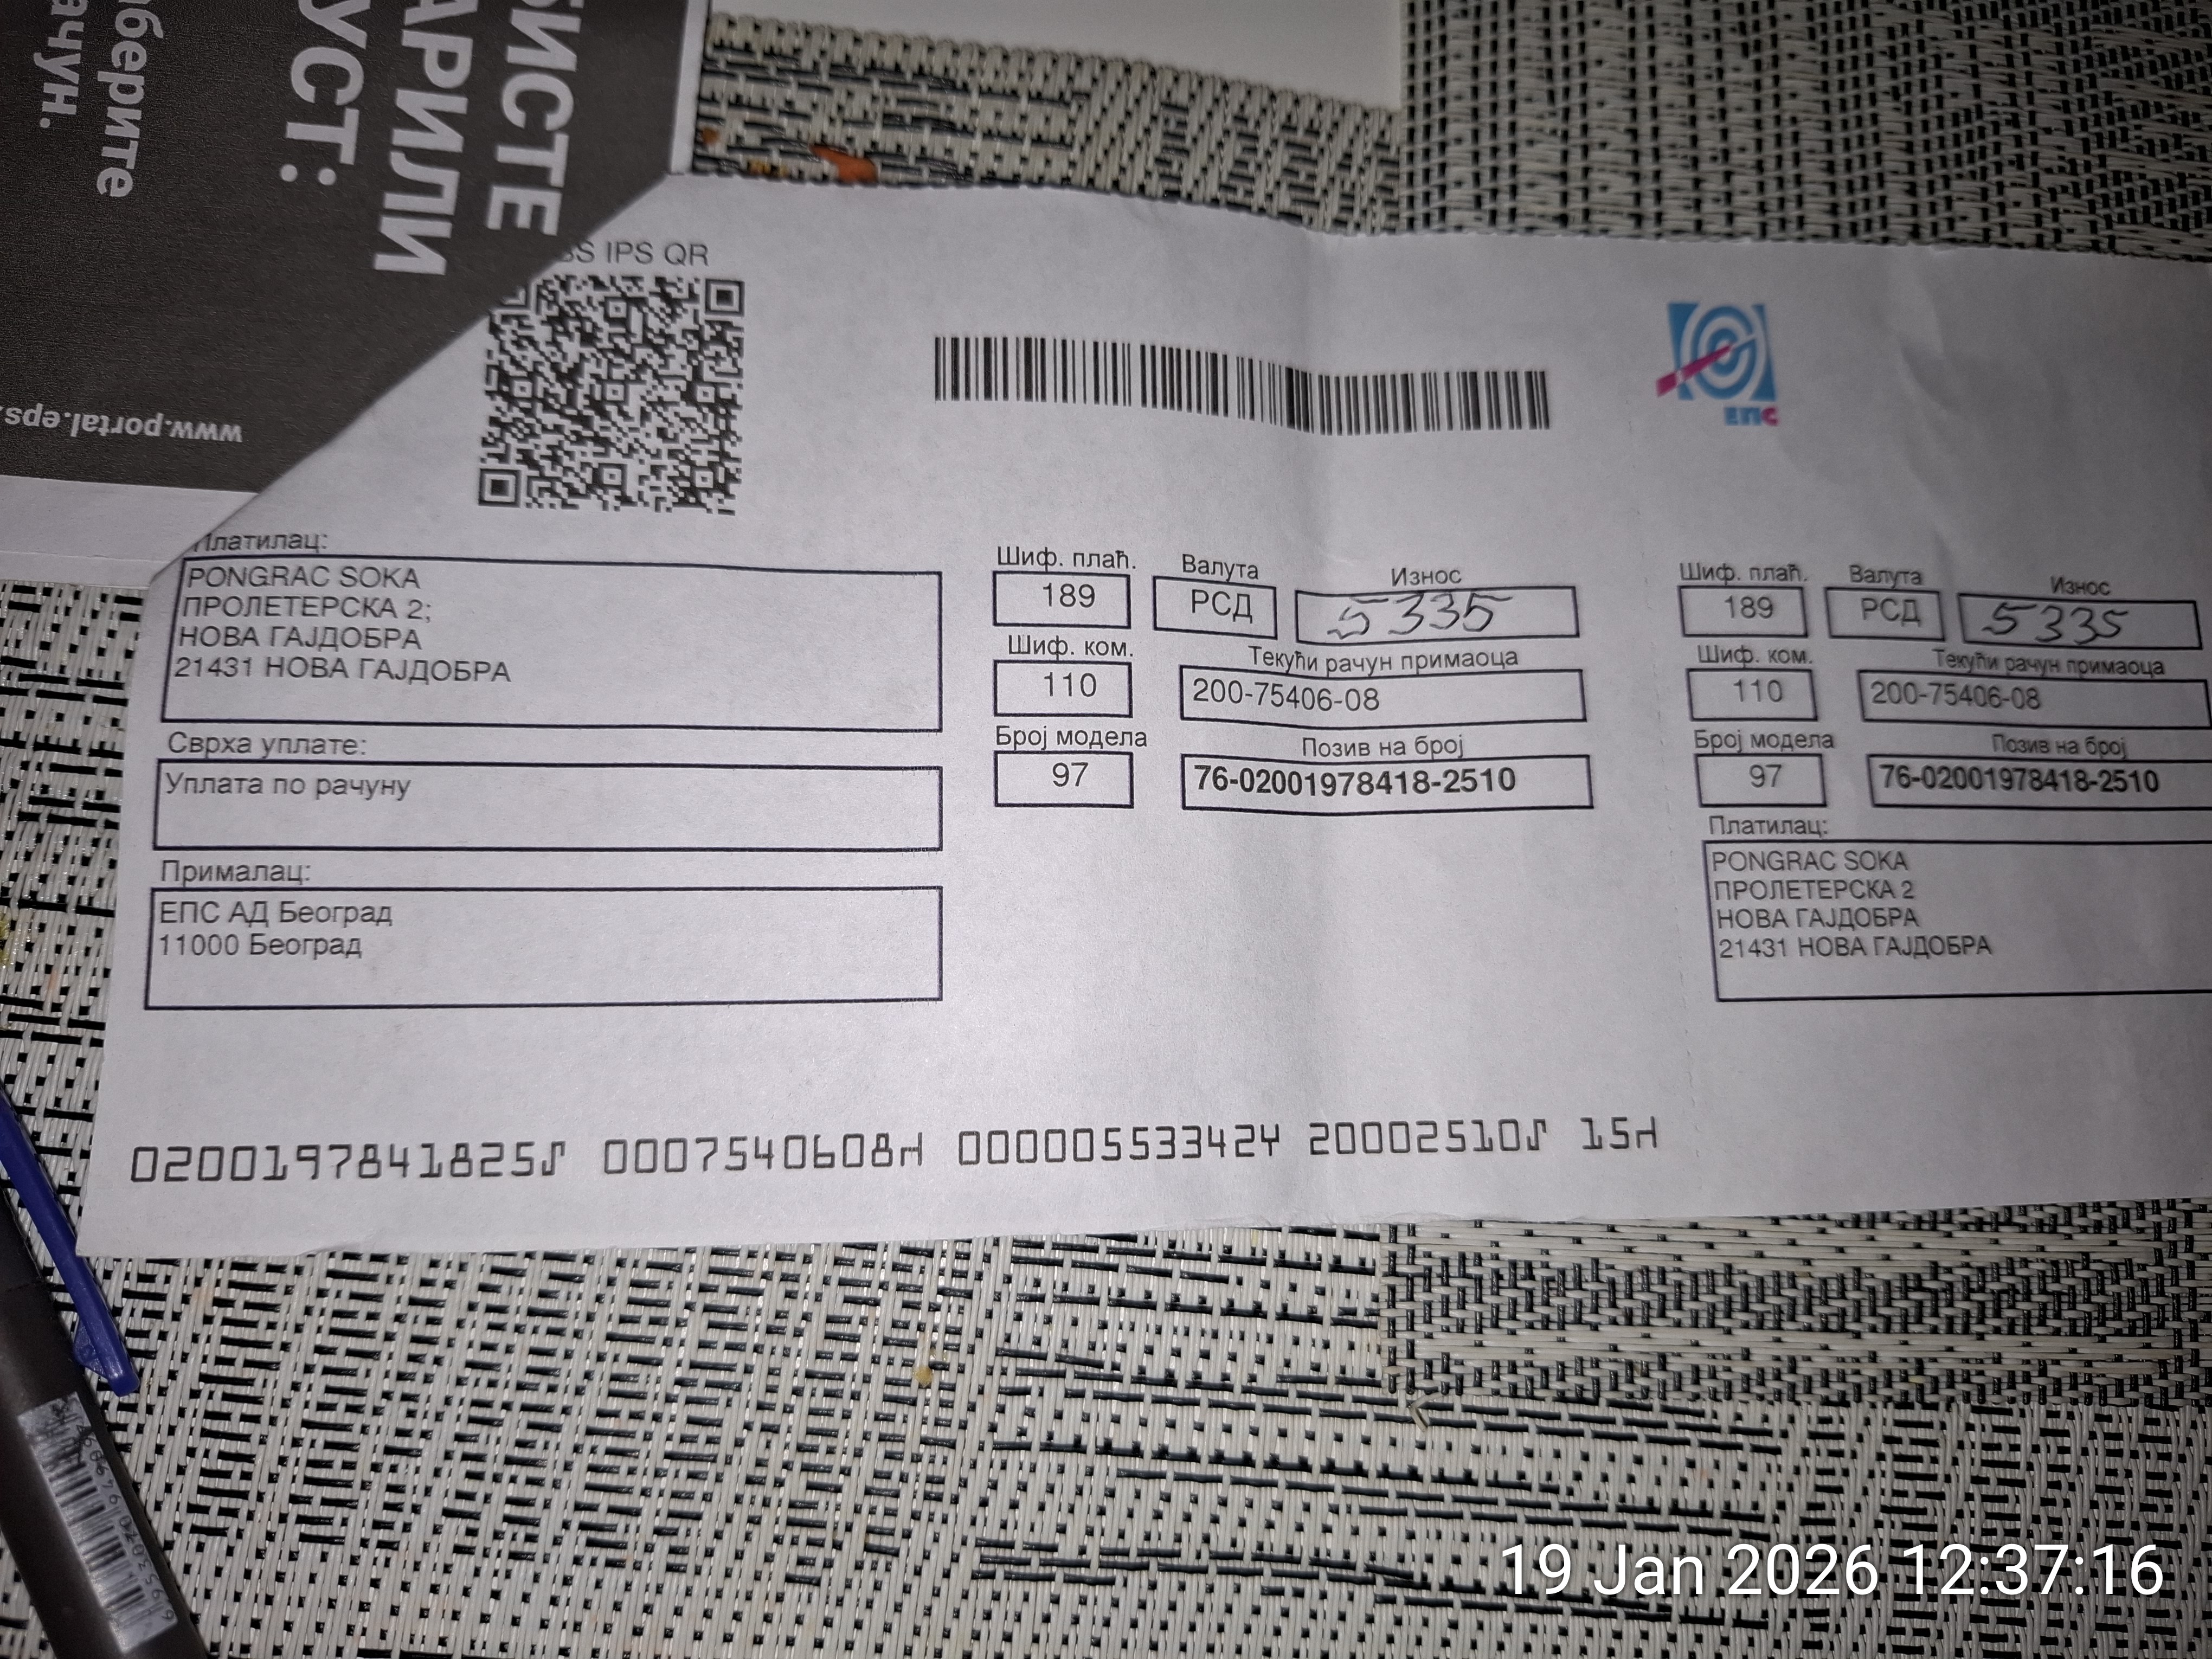 БИСТЕ
АРИЛИ
УСТ:
берите
ачун.
www.portal.eps.
IPS QR
ЕПС
Платилац:
PONGRAC SOKA
ПРОЛЕТЕРСКА 2;
НОВА ГАЈДОБРА
21431 НОВА ГАЈДОБРА
Сврха уплате:
Уплата по рачуну
Прималац:
ЕПС АД Београд
11000 Београд
Шиф. плаћ. Валута Износ
189 РСД 5335
Шиф. ком. Текући рачун примаоца
110 200-75406-08
Број модела Позив на број
97 76-02001978418-2510
Шиф. плаћ. Валута Износ
189 РСД 5335
Шиф. ком. Текући рачун примаоца
110 200-75406-08
Број модела Позив на број
97 76-02001978418-2510
Платилац:
PONGRAC SOKA
ПРОЛЕТЕРСКА 2
НОВА ГАЈДОБРА
21431 НОВА ГАЈДОБРА
0200197841825⑀ 0007540608⑁ 00000553342⑂ 20002510⑀ 15⑁
19 Jan 2026 12:37:16